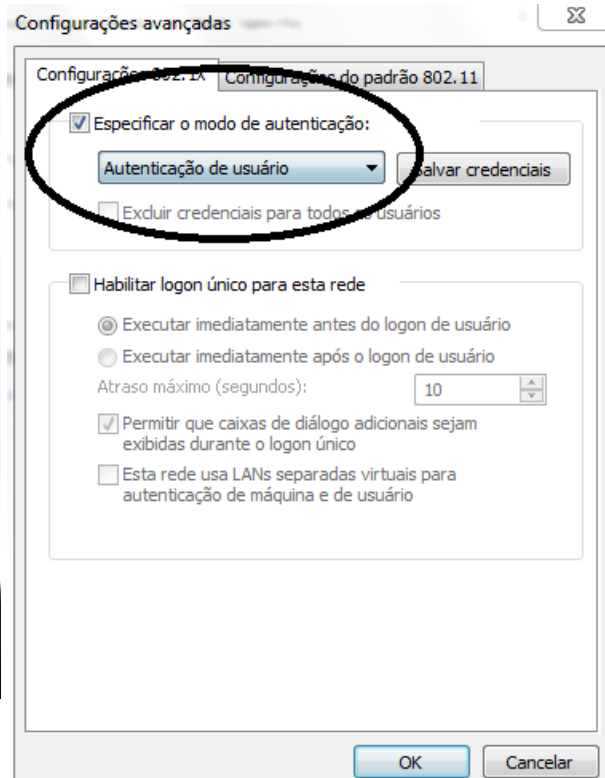 Configurações avançadas
Configurações 802.1X Configurações do padrão 802.11
Especificar o modo de autenticação:
Autenticação de usuário Salvar credenciais
Excluir credenciais para todos os usuários
Habilitar logon único para esta rede
Executar imediatamente antes do logon de usuário
Executar imediatamente após o logon de usuário
Atraso máximo (segundos): 10
Permitir que caixas de diálogo adicionais sejam
exibidas durante o logon único
Esta rede usa LANs separadas virtuais para
autenticação de máquina e de usuário
OK Cancelar